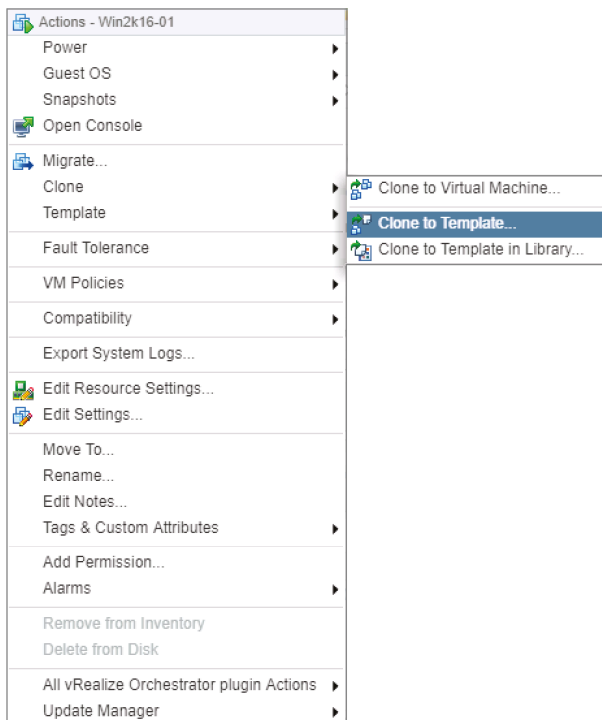 Actions - Win2k16-01
Power
Guest OS
Snapshots
Open Console
Migrate...
Clone
Clone to Virtual Machine...
Template
Clone to Template...
Fault Tolerance
Clone to Template in Library...
VM Policies
Compatibility
Export System Logs...
Edit Resource Settings...
Edit Settings...
Move To...
Rename...
Edit Notes...
Tags & Custom Attributes
Add Permission...
Alarms
Remove from Inventory
Delete from Disk
All vRealize Orchestrator plugin Actions
Update Manager